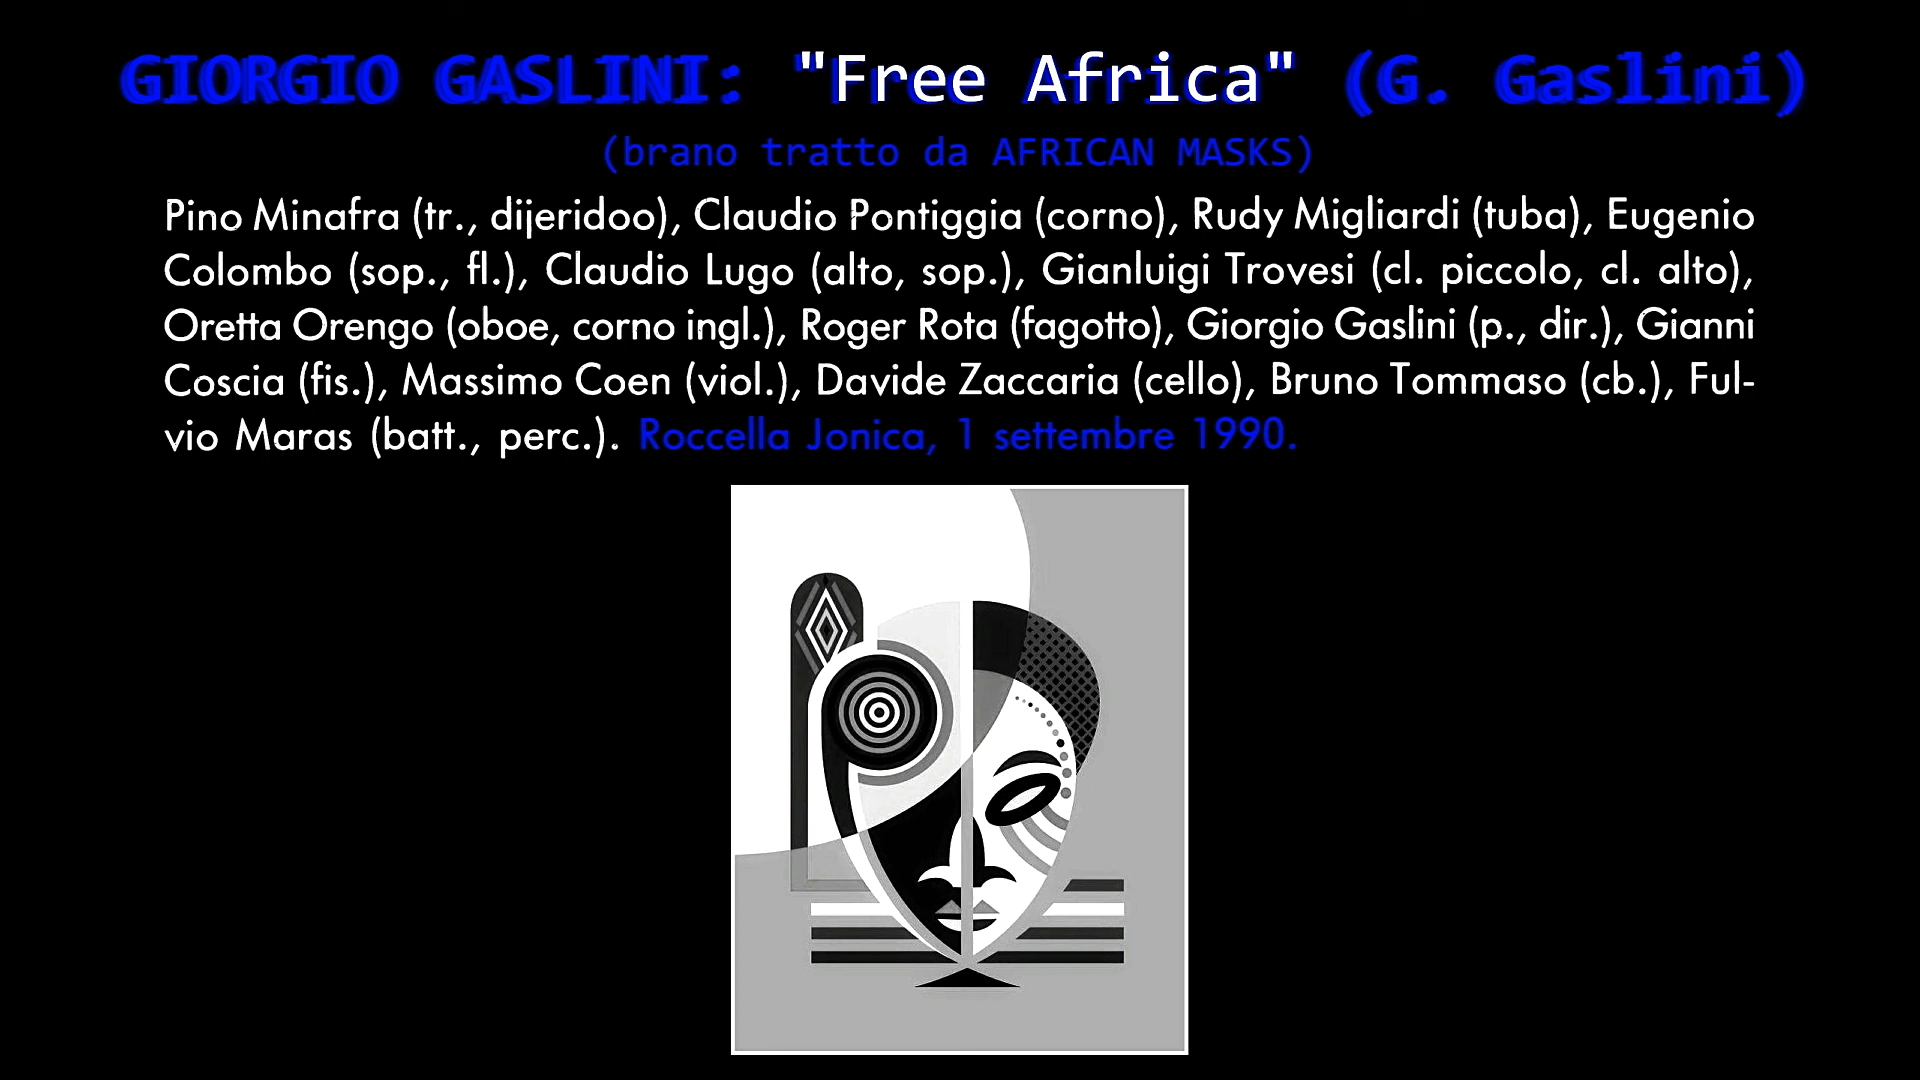 GIORGIO GASLINI: "Free Africa" (G. Gaslini)
(brano tratto da AFRICAN MASKS)
Pino Minafra (tr., dijeridoo), Claudio Pontiggia (corno), Rudy Migliardi (tuba), Eugenio
Colombo (sop., fl.), Claudio Lugo (alto, sop.), Gianluigi Trovesi (cl. piccolo, cl. alto),
Oretta Orengo (oboe, corno ingl.), Roger Rota (fagotto), Giorgio Gaslini (p., dir.), Gianni
Coscia (fis.), Massimo Coen (viol.), Davide Zaccaria (cello), Bruno Tommaso (cb.), Ful-
vio Maras (batt., perc.). Roccella Jonica, 1 settembre 1990.